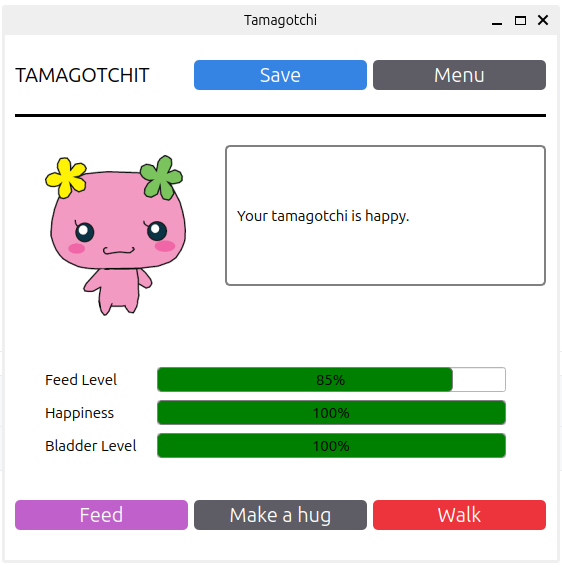 Tamagotchi
TAMAGOTCHIT
Save
Menu
Your tamagotchi is happy.
Feed Level
85%
Happiness
100%
Bladder Level
100%
Feed
Make a hug
Walk